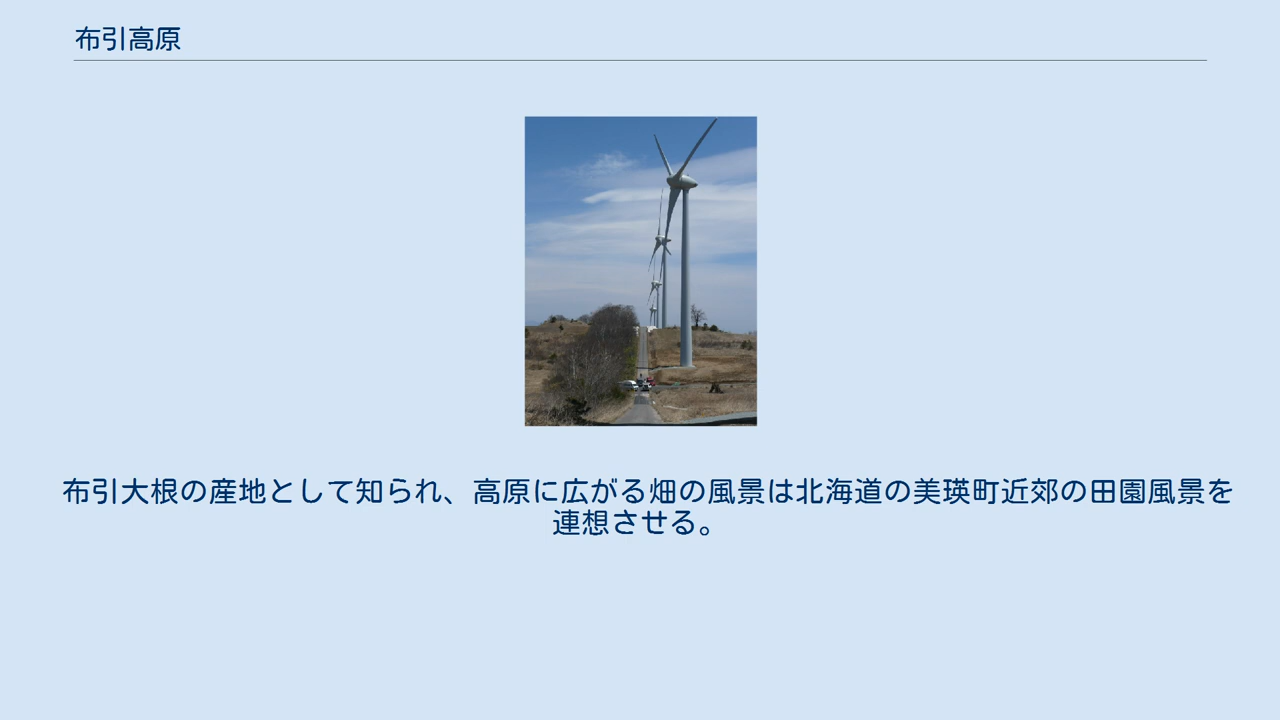 布引高原
布引大根の産地として知られ、高原に広がる畑の風景は北海道の美瑛町近郊の田園風景を
連想させる。